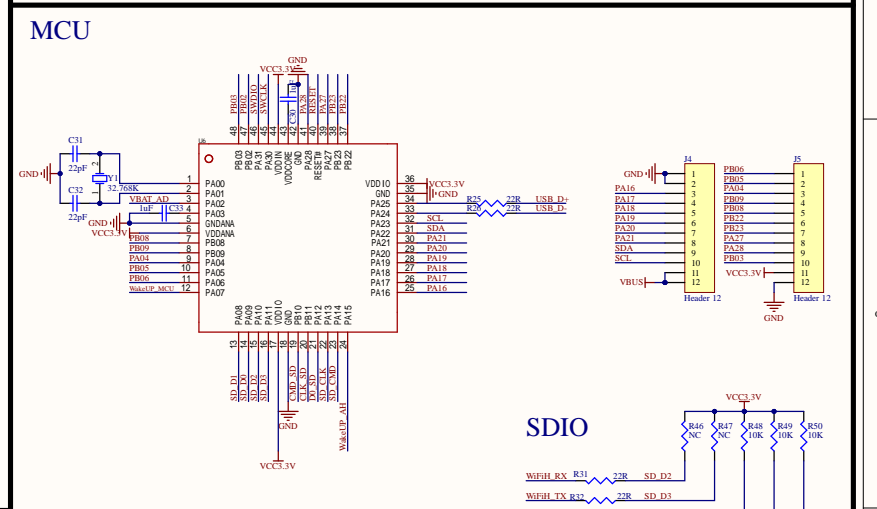 MCU
GND
VCC3.3V
PB03
PB02
SWDIO
SWCLK
C30
PA28
RESET
PA27
PB23
PB22
48
47
46
45
44
43
42
41
40
39
38
37
U6
PB03
PB02
PA31
PA30
VDDIN
VDDCORE
GND
PA28
RESET#
PA27
PB23
PB22
C31
22pF
GND
2
Y1
1
32.768K
C32
22pF
VBAT_AD
1uF
C33
GND
VCC3.3V
PB08
PB09
PA04
PB05
PB06
WakeUP_MCU
1
2
3
4
5
6
7
8
9
10
11
12
PA00
PA01
PA02
PA03
GNDANA
VDDANA
PB08
PB09
PA04
PA05
PA06
PA07
VDDIO
GND
PA25
PA24
PA23
PA22
PA21
PA20
PA19
PA18
PA17
PA16
36
35
34
33
32
31
30
29
28
27
26
25
VCC3.3V
GND
R25
22R
USB_D+
R26
22R
USB_D-
SCL
SDA
PA21
PA20
PA19
PA18
PA17
PA16
PA08
PA09
PA10
PA11
VDDIO
GND
PB10
PB11
PA12
PA13
PA14
PA15
13
14
15
16
17
18
19
20
21
22
23
24
SD_D1
SD_D0
SD_D2
SD_D3
CMD_SD
CLK_SD
D0_SD
SD_CLK
SD_CMD
WakeUP_AH
GND
VCC3.3V
J4
GND
PA16
PA17
PA18
PA19
PA20
PA21
SDA
SCL
VBUS
1
2
3
4
5
6
7
8
9
10
11
12
Header 12
J5
PB06
PB05
PA04
PB09
PB08
PB22
PB23
PA27
PA28
PB03
VCC3.3V
GND
1
2
3
4
5
6
7
8
9
10
11
12
Header 12
SDIO
VCC3.3V
R46
NC
R47
NC
R48
10K
R49
10K
R50
10K
WiFiH_RX R31 22R SD_D2
WiFiH_TX R32 22R SD_D3